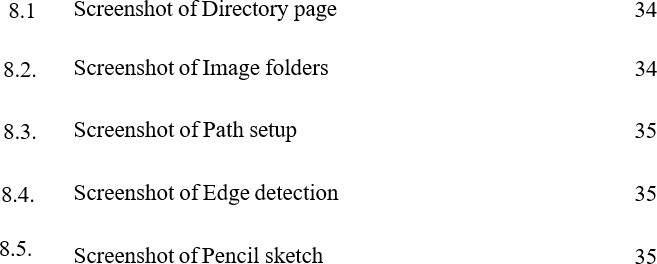 8.1 Screenshot of Directory page 34
8.2. Screenshot of Image folders 34
8.3. Screenshot of Path setup 35
8.4. Screenshot of Edge detection 35
8.5. Screenshot of Pencil sketch 35